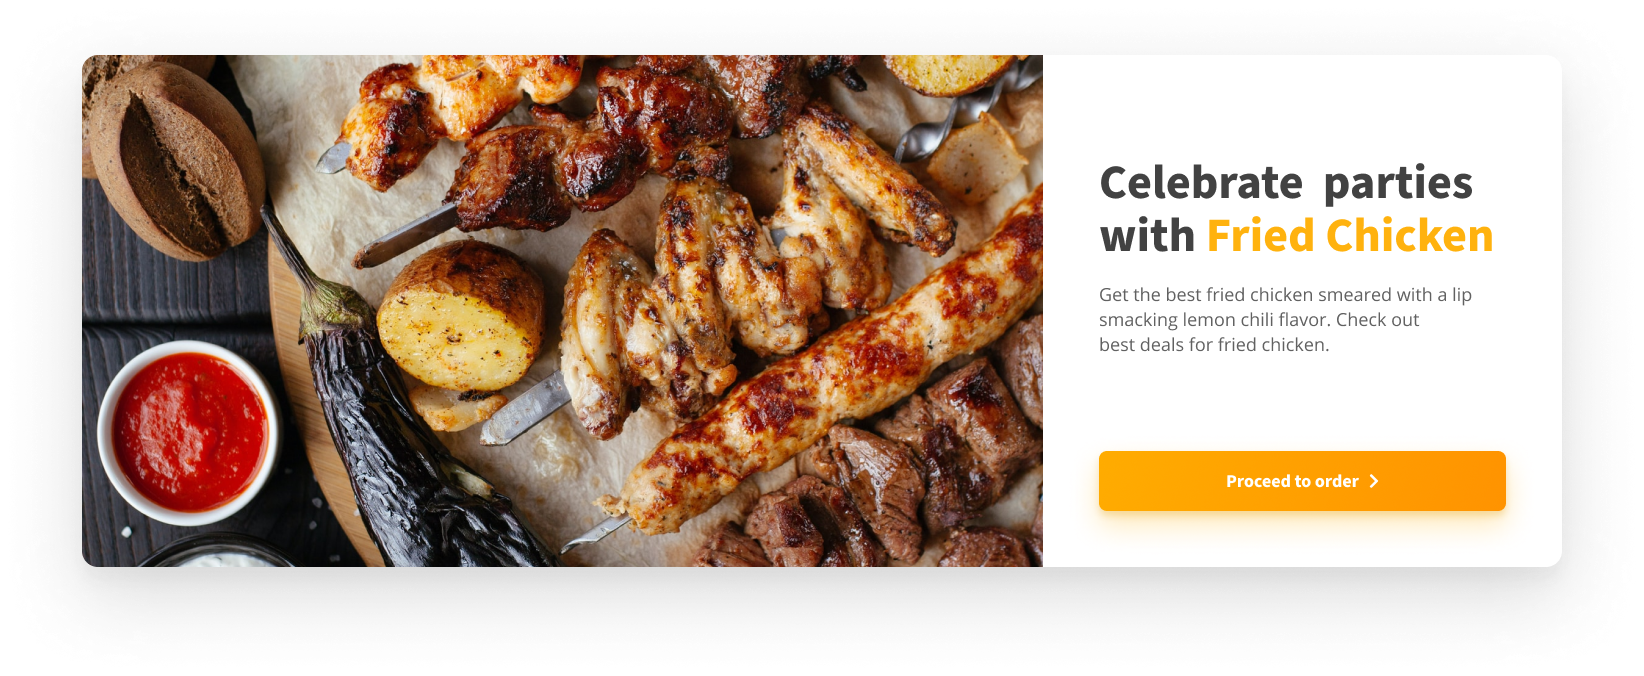 Celebrate parties
with Fried Chicken
Get the best fried chicken smeared with a lip
smacking lemon chili flavor. Check out
best deals for fried chicken.
Proceed to order